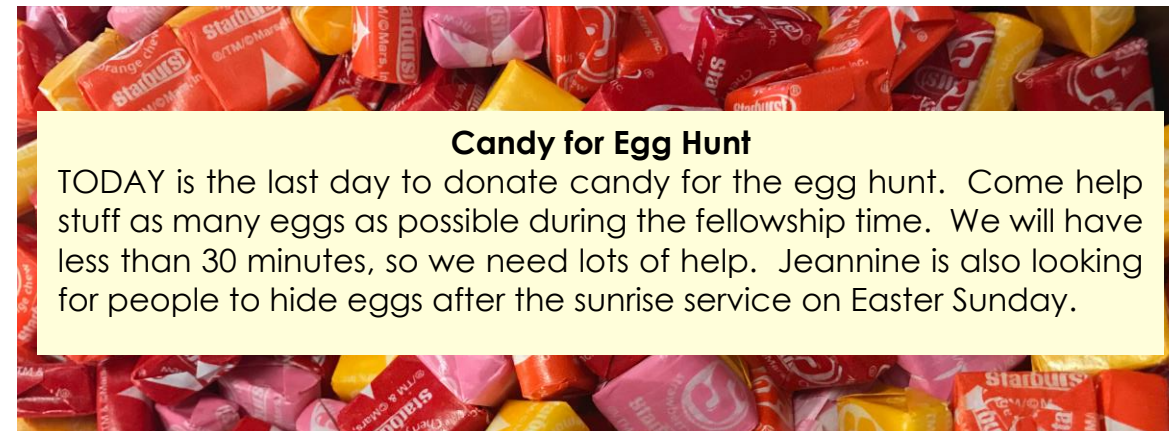 Candy for Egg Hunt
TODAY is the last day to donate candy for the egg hunt.  Come help
stuff as many eggs as possible during the fellowship time.  We will have
less than 30 minutes, so we need lots of help.  Jeannine is also looking
for people to hide eggs after the sunrise service on Easter Sunday.
Starburst
Starburst
Starburst